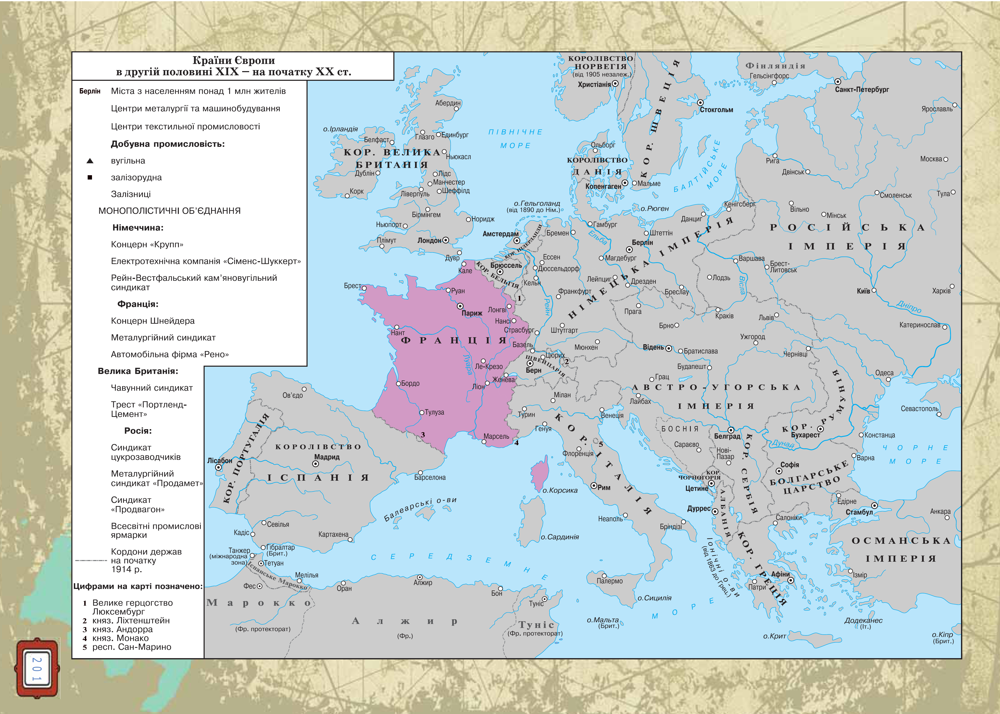 Країни Європи
в другій половині XIX – на початку XX ст.
Берлін Міста з населенням понад 1 млн жителів
Центри металургії та машинобудування
Центри текстильної промисловості
Добувна промисловість:
вугільна
залізорудна
Залізниці
МОНОПОЛІСТИЧНІ ОБ’ЄДНАННЯ
Німеччина:
Концерн «Крупп»
Електротехнічна компанія «Сіменс-Шуккерт»
Рейн-Вестфальський кам’яновугільний
синдикат
Франція:
Концерн Шнейдера
Металургійний синдикат
Автомобільна фірма «Рено»
Велика Британія:
Чавунний синдикат
Трест «Портленд-
Цемент»
Росія:
Синдикат
цукрозаводчиків
Металургійний
синдикат «Продамет»
Синдикат
«Продвагон»
Всесвітні промислові
ярмарки
Кордони держав
на початку
1914 р.
Цифрами на карті позначено:
1 Велике герцогство
Люксембург
2 княз. Ліхтенштейн
3 княз. Андорра
4 княз. Монако
5 респ. Сан-Марино
КОРОЛІВСТВО
НОРВЕГІЯ
(від 1905 незалеж.)
Христіанія
КОР. ШВЕЦІЯ
Стокгольм
Мальме
Фінляндія
Гельсінгфорс
Санкт-Петербург
Ярославль
Москва
Тула
Смоленськ
Рига
Двінськ
Вільно
Мінськ
РОСІЙСЬКА
ІМПЕРІЯ
Варшава
Брест-
Литовськ
Лодзь
Вісла
Київ
Харків
Дніпро
Катеринослав
Одеса
Севастополь
о.Ірландія
Абердин
Глазго
Единбург
Белфаст
КОР. ВЕЛИКА
БРИТАНІЯ
Ньюкасл
Дублін
Лідс
Манчестер
Шеффілд
Ліверпуль
Корк
Бірмінгем
Норидж
Ньюпорт
Плімут
Лондон
Дувр
ПІВНІЧНЕ
МОРЕ
Ольборг
КОРОЛІВСТВО
ДАНІЯ
Копенгаген
БАЛТІЙСЬКЕ
МОРЕ
о.Гельголанд
(від 1890 до Нім.)
о.Рюген
Кенігсберг
Данциг
Штеттін
Гамбург
Бремен
Ельба
Берлін
Магдебург
НІМЕЦЬКА ІМПЕРІЯ
Лейпциг
Дрезден
Бреслау
Ессен
Дюссельдорф
Кельн
Франкфурт
Рейн
Штутгарт
Страсбург
Мюнхен
Амстердам
КОР. НІДЕРЛАНДИ
Брюссель
КОР. БЕЛЬГІЯ
1
Кале
Брест
Руан
Париж
Лонгві
Нансі
Нант
ФРАНЦІЯ
Луара
Ле-Крезо
Бордо
Ліон
Тулуза
Марсель
3
4
Базель
Цюрих
ШВЕЙЦАРІЯ
Берн
Женева
2
Прага
Брно
Краків
Львів
Ужгород
Чернівці
Відень
Братислава
Будапешт
Грац
АВСТРО-УГОРСЬКА
ІМПЕРІЯ
Лайбах
БОСНІЯ
Сараєво
Мілан
Турин
Венеція
Генуя
КОР. ІТАЛІЯ
5
Флоренція
Рим
Неаполь
Бріндізі
Палермо
о.Сицилія
о.Корсика
о.Сардинія
о.Мальта
(Брит.)
Белград
Нові-
Пазар
КОР. СЕРБІЯ
КОР.
ЧОРНОГОРІЯ
Цетине
Дуррес
АЛБАНІЯ
КОР. РУМУНІЯ
Бухарест
Дунай
Констанца
Варна
Софія
БОЛГАРСЬКЕ
ЦАРСТВО
ЧОРНЕ
МОРЕ
Едірне
Стамбул
Анкара
Салоніки
ОСМАНСЬКА
ІМПЕРІЯ
Ізмір
КОР. ГРЕЦІЯ
Афіни
Патри
Іонічні о-ви
(від 1863 до Грец.)
Додеканес
(Іт.)
о.Крит
о.Кіпр
(Брит.)
Ов’єдо
КОР. ПОРТУГАЛІЯ
Лісабон
КОРОЛІВСТВО
ІСПАНІЯ
Мадрид
Барселона
Балеарські о-ви
Севілья
Кадіс
Картахена
Гібралтар
(Брит.)
Танжер
(міжнародна
зона)
Тетуан
Іспанське Марокко
Мелілья
Фес
Марокко
(Фр. протекторат)
Оран
Алжир
Бон
Алжир
(Фр.)
Туніс
Туніс
(Фр. протекторат)
СЕРЕДЗЕМНЕ
МОРЕ
201